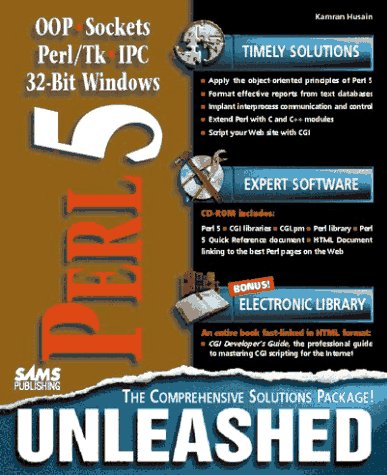 Kamran Husain
OOP • Sockets
Perl/Tk • IPC
32-Bit Windows
PERL 5
TIMELY SOLUTIONS
■ Apply the object-oriented principles of Perl 5
■ Format effective reports from text databases
■ Implant interprocess communication and control
■ Extend Perl with C and C++ modules
■ Script your Web site with CGI
EXPERT SOFTWARE
CD-ROM includes:
Perl 5 ■ CGI libraries ■ CGI.pm ■ Perl library ■ Perl
5 Quick Reference document ■ HTML Document
linking to the best Perl pages on the Web
BONUS!
ELECTRONIC LIBRARY
An entire book fast-linked in HTML format:
■ CGI Developer's Guide, the professional guide
to mastering CGI scripting for the Internet
SAMS
PUBLISHING
THE COMPREHENSIVE SOLUTIONS PACKAGE!
UNLEASHED